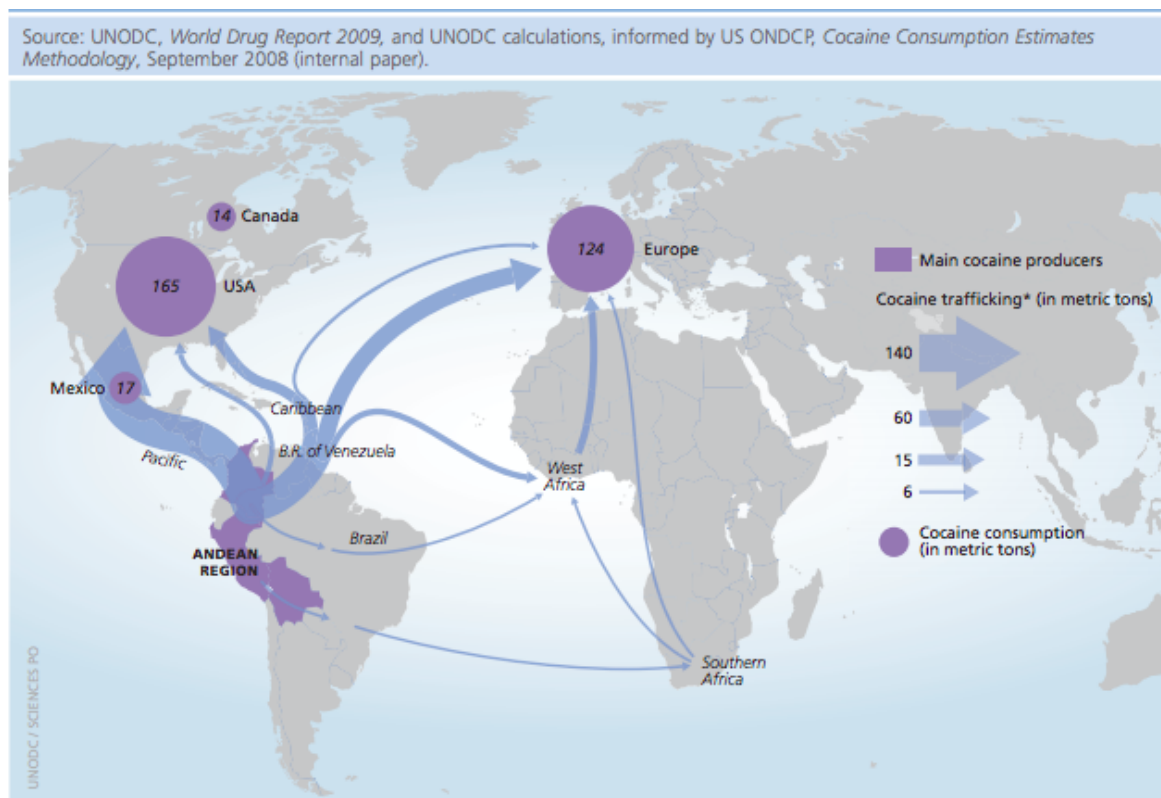 Source: UNODC, World Drug Report 2009, and UNODC calculations, informed by US ONDCP, Cocaine Consumption Estimates
Methodology, September 2008 (internal paper).
14 Canada
165 USA
124 Europe
Main cocaine producers
Cocaine trafficking* (in metric tons)
140
60
15
6
Cocaine consumption
(in metric tons)
Mexico 17
Caribbean
Pacific
B.R. of Venezuela
West
Africa
Brazil
ANDEAN
REGION
Southern
Africa
UNODC / SCIENCES PO